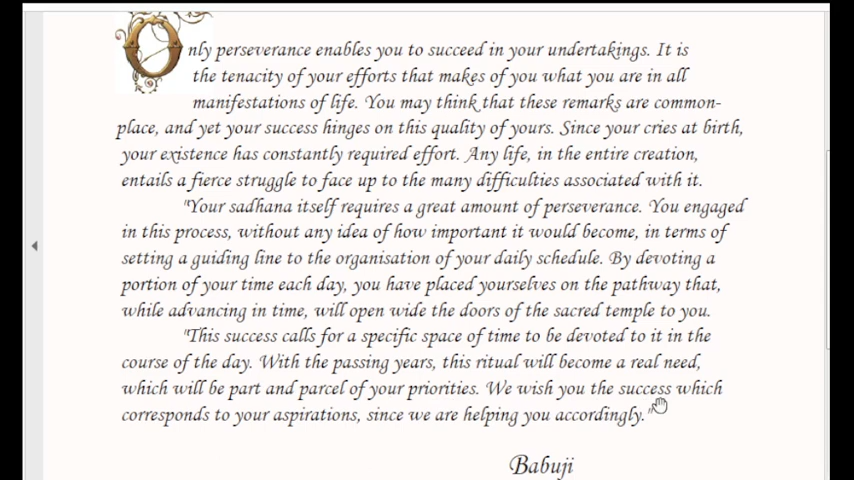 Only perseverance enables you to succeed in your undertakings. It is
the tenacity of your efforts that makes of you what you are in all
manifestations of life. You may think that these remarks are common-
place, and yet your success hinges on this quality of yours. Since your cries at birth,
your existence has constantly required effort. Any life, in the entire creation,
entails a fierce struggle to face up to the many difficulties associated with it.
"Your sadhana itself requires a great amount of perseverance. You engaged
in this process, without any idea of how important it would become, in terms of
setting a guiding line to the organisation of your daily schedule. By devoting a
portion of your time each day, you have placed yourselves on the pathway that,
while advancing in time, will open wide the doors of the sacred temple to you.
"This success calls for a specific space of time to be devoted to it in the
course of the day. With the passing years, this ritual will become a real need,
which will be part and parcel of your priorities. We wish you the success which
corresponds to your aspirations, since we are helping you accordingly."
Babuji